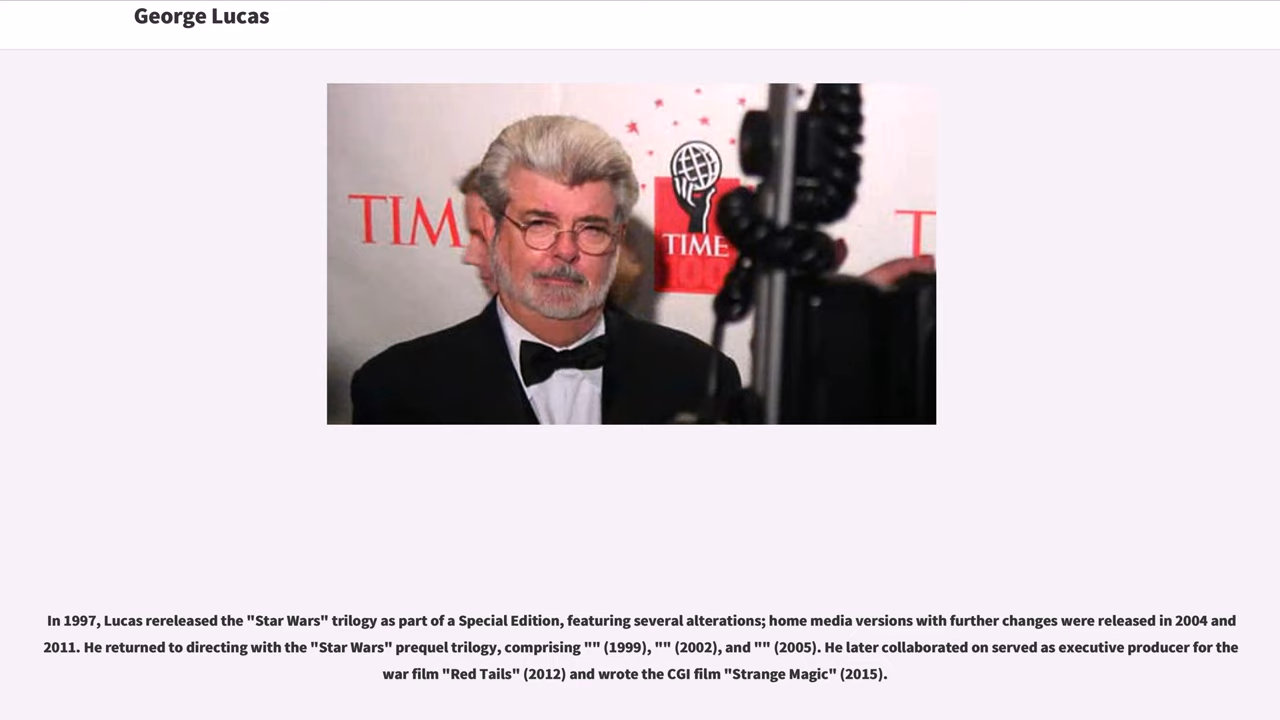 George Lucas
TIM
TIME
100
T
In 1997, Lucas rereleased the "Star Wars" trilogy as part of a Special Edition, featuring several alterations; home media versions with further changes were released in 2004 and
2011. He returned to directing with the "Star Wars" prequel trilogy, comprising "" (1999), "" (2002), and "" (2005). He later collaborated on served as executive producer for the
war film "Red Tails" (2012) and wrote the CGI film "Strange Magic" (2015).